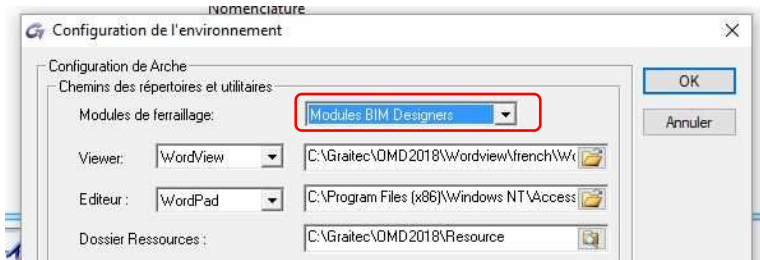 Nomenclature
Configuration de l'environnement
Configuration de Arche
Chemins des répertoires et utilitaires
OK
Modules de ferraillage: Modules BIM Designers
Annuler
Viewer: WordView C:\Graitec\OMD2018\Wordview\french\Wo
Editeur : WordPad C:\Program Files (x86)\Windows NT\Access
Dossier Ressources : C:\Graitec\OMD2018\Resource